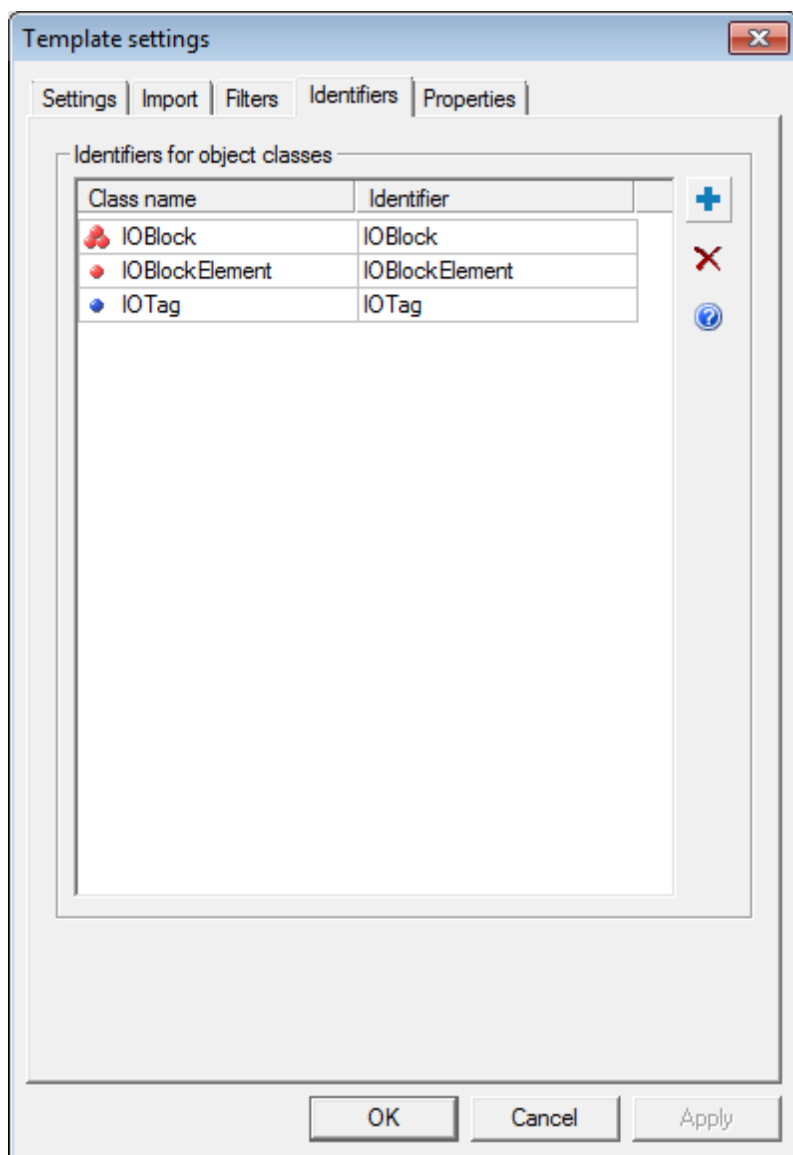 Template settings
Settings Import Filters Identifiers Properties
Identifiers for object classes
Class name Identifier
IOBlock IOBlock
IOBlockElement IOBlockElement
IOTag IOTag
OK Cancel Apply